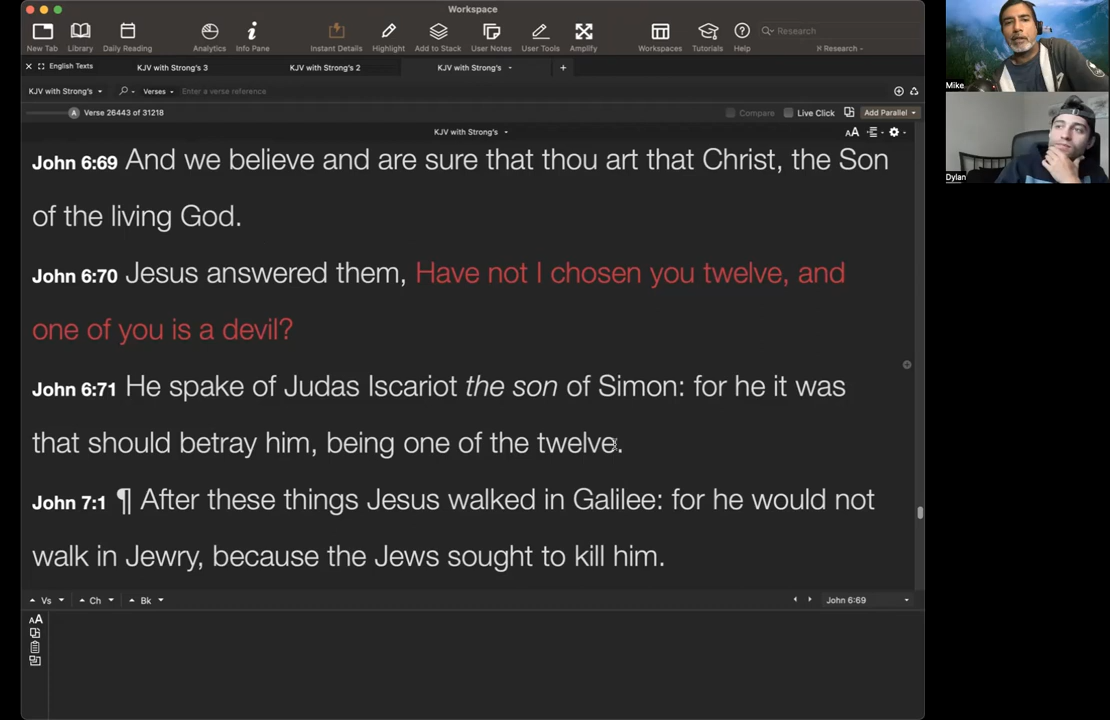 Workspace
New Tab Library Daily Reading Analytics Info Pane Instant Details Highlight Add to Stack User Notes User Tools Amplify Workspaces Tutorials Help Research
Research
English Texts KJV with Strong's 3 KJV with Strong's 2 KJV with Strong's
KJV with Strong's Verses Enter a verse reference
A Verse 26443 of 31218 Compare Live Click Add Parallel
KJV with Strong's
John 6:69 And we believe and are sure that thou art that Christ, the Son
of the living God.
John 6:70 Jesus answered them, Have not I chosen you twelve, and
one of you is a devil?
John 6:71 He spake of Judas Iscariot the son of Simon: for he it was
that should betray him, being one of the twelve.
John 7:1 ¶ After these things Jesus walked in Galilee: for he would not
walk in Jewry, because the Jews sought to kill him.
Vs Ch Bk John 6:69
Mike
Dylan